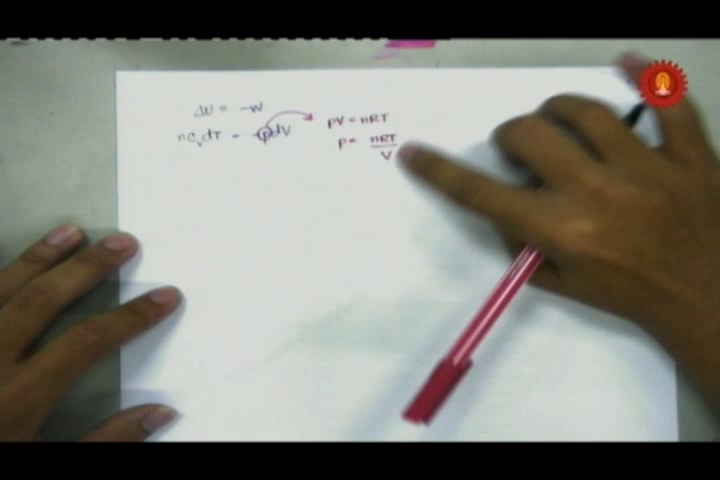 ΔU = -W
nCvdT = -pdV
PV = nRT
P = nRT/V